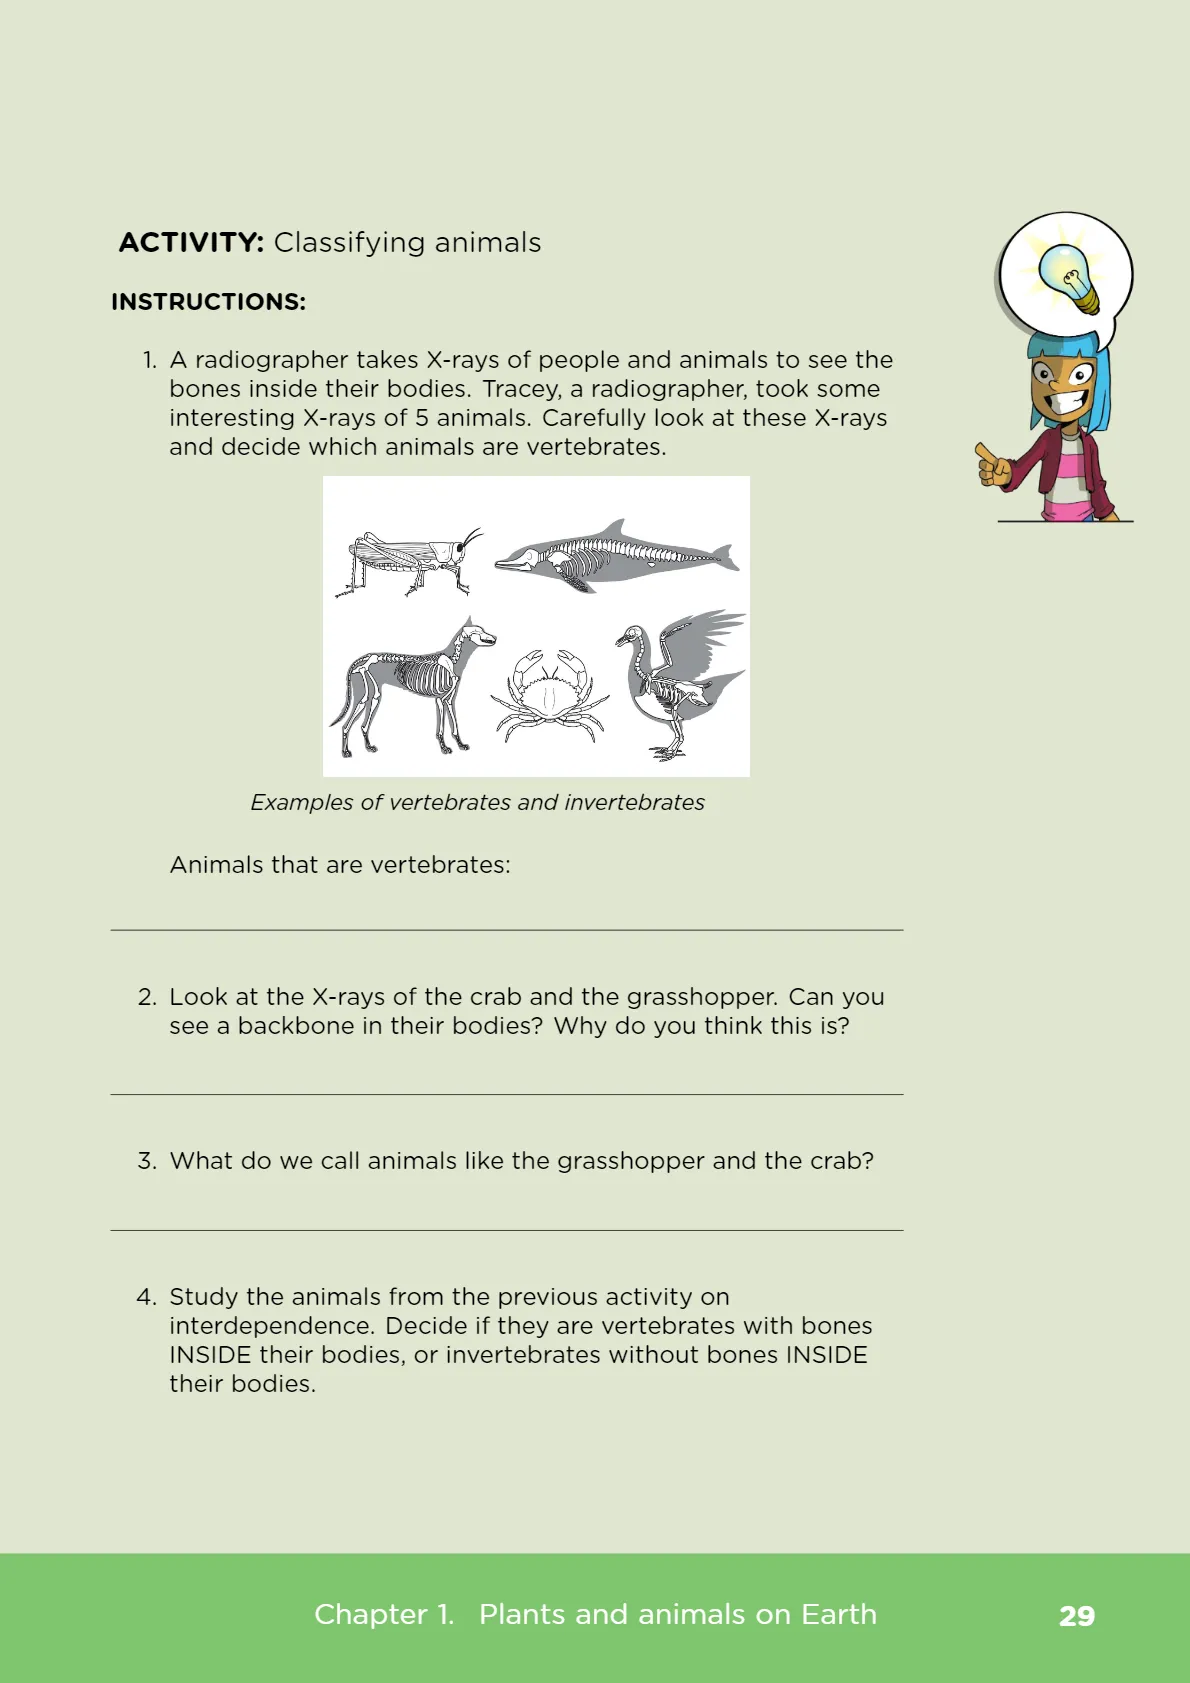 ACTIVITY: Classifying animals
INSTRUCTIONS:
1. A radiographer takes X-rays of people and animals to see the
bones inside their bodies. Tracey, a radiographer, took some
interesting X-rays of 5 animals. Carefully look at these X-rays
and decide which animals are vertebrates.
Examples of vertebrates and invertebrates
Animals that are vertebrates:
2. Look at the X-rays of the crab and the grasshopper. Can you
see a backbone in their bodies? Why do you think this is?
3. What do we call animals like the grasshopper and the crab?
4. Study the animals from the previous activity on
interdependence. Decide if they are vertebrates with bones
INSIDE their bodies, or invertebrates without bones INSIDE
their bodies.
Chapter 1. Plants and animals on Earth 29